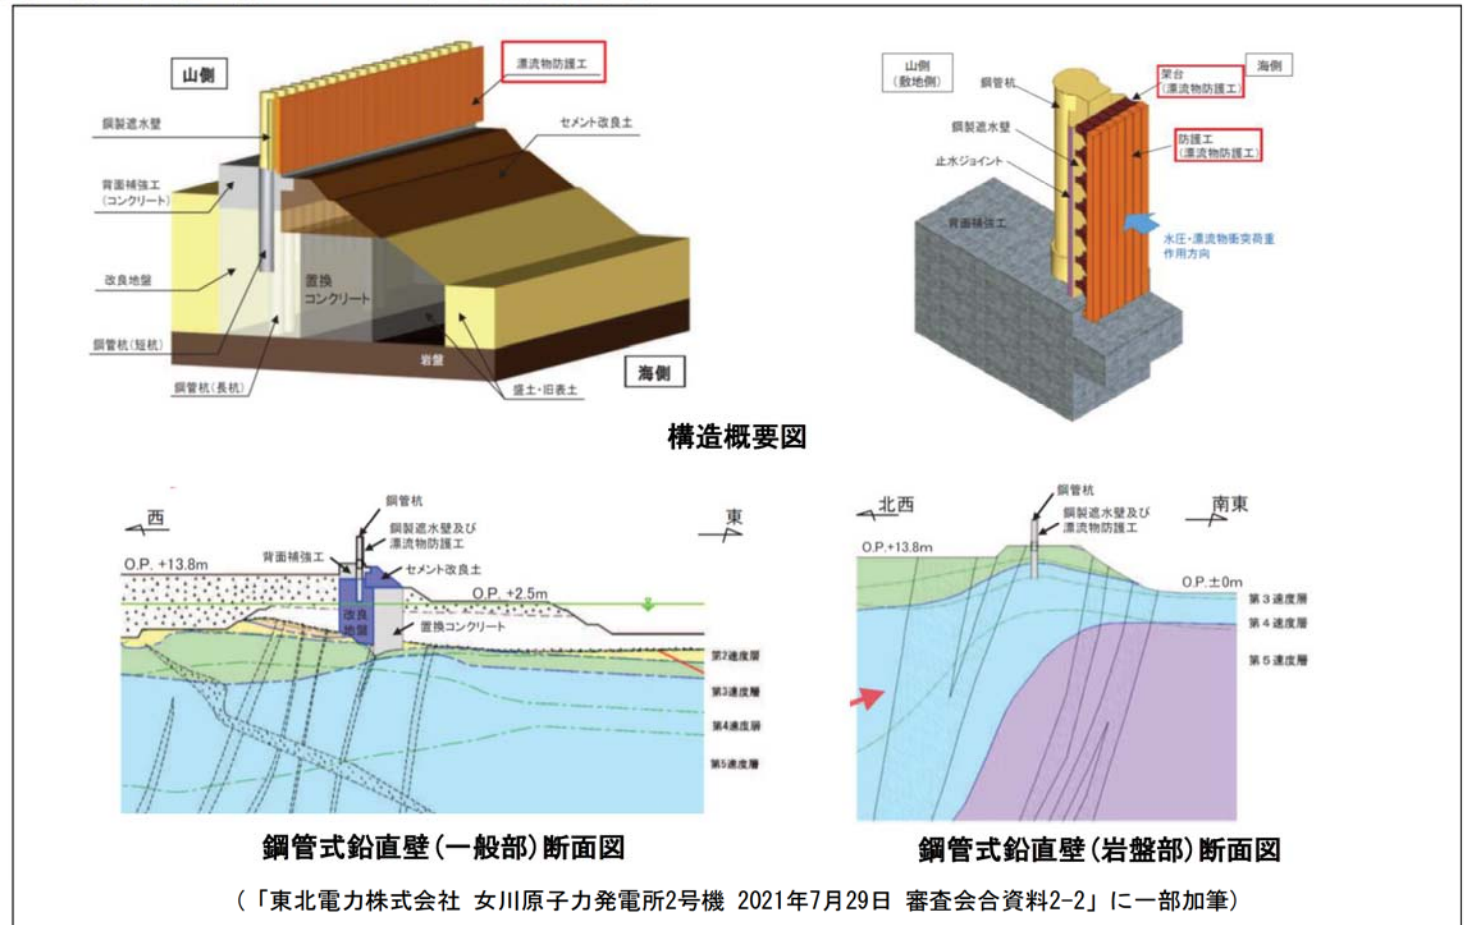 山側
漂流物防護工
鋼製遮水壁
セメント改良土
背面補強工
(コンクリート)
改良地盤
置換
コンクリート
鋼管杭(短杭)
岩盤
海側
鋼管杭(長杭)
盛土・旧表土
山側
(敷地側)
鋼管杭
架台
(漂流物防護工)
海側
鋼製遮水壁
防護工
(漂流物防護工)
止水ジョイント
背面補強工
水圧・漂流物衝突荷重
作用方向
構造概要図
西
鋼管杭
東
鋼製遮水壁及び
漂流物防護工
背面補強工
セメント改良土
O.P. +13.8m
O.P. +2.5m
改良
地盤
置換コンクリート
第2速度層
第3速度層
第4速度層
第5速度層
鋼管式鉛直壁(一般部)断面図
北西
鋼管杭
南東
鋼製遮水壁及び
漂流物防護工
O.P.+13.8m
O.P.±0m
第3速度層
第4速度層
第5速度層
鋼管式鉛直壁(岩盤部)断面図
(「東北電力株式会社 女川原子力発電所2号機 2021年7月29日 審査会合資料2-2」に一部加筆)